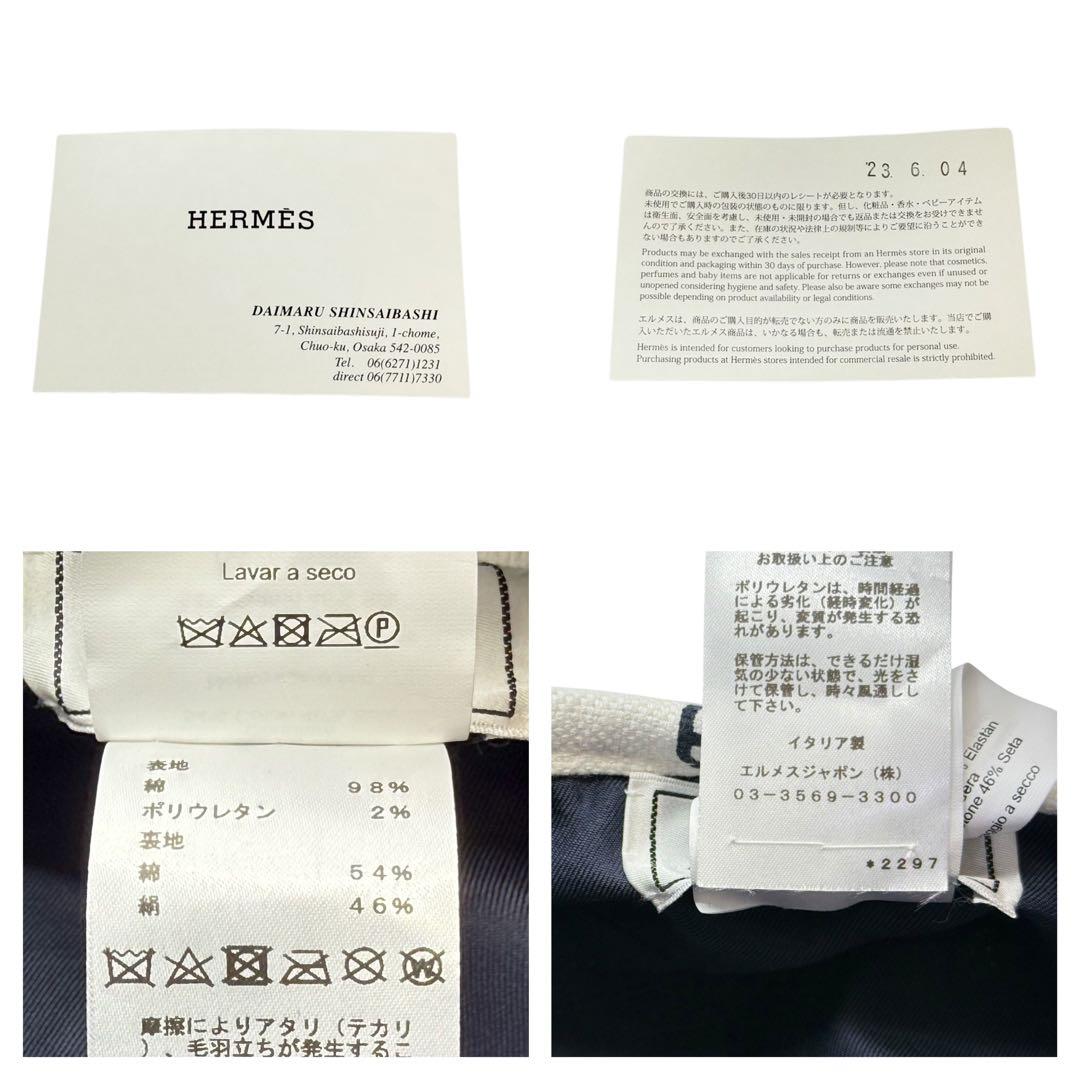 HERMÈS
DAIMARU SHINSAIBASHI
7-1, Shinsaibashisuji, 1-chome,
Chuo-ku, Osaka 542-0085
Tel. 06(6271)1231
direct 06(7711)7330
'23. 6. 04
商品の交換には、ご購入後30日以内のレシートが必要となります。
未使用でご購入時の包装の状態のものに限ります。但し、化粧品・香水・ベビーアイテム
は衛生面、安全面を考慮し、未使用・未開封の場合でも返品または交換をお受けできませ
んので了承ください。また、在庫の状況や法律上の規制等によりご要望に沿うことができ
ない場合もありますのでご了承ください。
Products may be exchanged with the sales receipt from an Hermès store in its original
condition and packaging within 30 days of purchase. However, please note that cosmetics,
perfumes and baby items are not applicable for returns or exchanges even if unused or
unopened considering hygiene and safety. Please also be aware some exchanges may not be
possible depending on product availability or legal conditions.
エルメスは、商品のご購入目的が転売でない方のみに商品を販売いたします。当店でご購
入いただいたエルメス商品は、いかなる場合も、転売または流通を禁止いたします。
Hermès is intended for customers looking to purchase products for personal use.
Purchasing products at Hermès stores intended for commercial resale is strictly prohibited.
Lavar a seco
P
表地
綿 98%
ポリウレタン 2%
裏地
綿 54%
絹 46%
W
摩擦によりアタリ（テカリ
）、毛羽立ちが発生するこ
お取扱い上のご注意
ポリウレタンは、時間経過
による劣化（経時変化）が
起こり、変質が発生する恐
れがあります。
保管方法は、できるだけ湿
気の少ない状態で、光をさ
けて保管し、時々風通しし
て下さい。
イタリア製
エルメスジャポン（株）
03-3569-3300
*2297
Elastàn
46% Seta
a secco